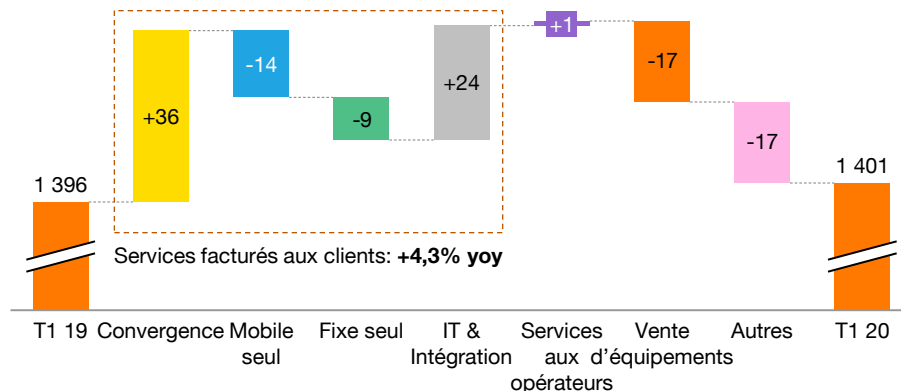 +1
-14
-17
+24
+36
-9
-17
1 396
1 401
Services facturés aux clients: +4,3% yoy
T1 19
Convergence
Mobile
seul
Fixe seul
IT &
Intégration
Services
aux
opérateurs
Vente
d'équipements
Autres
T1 20